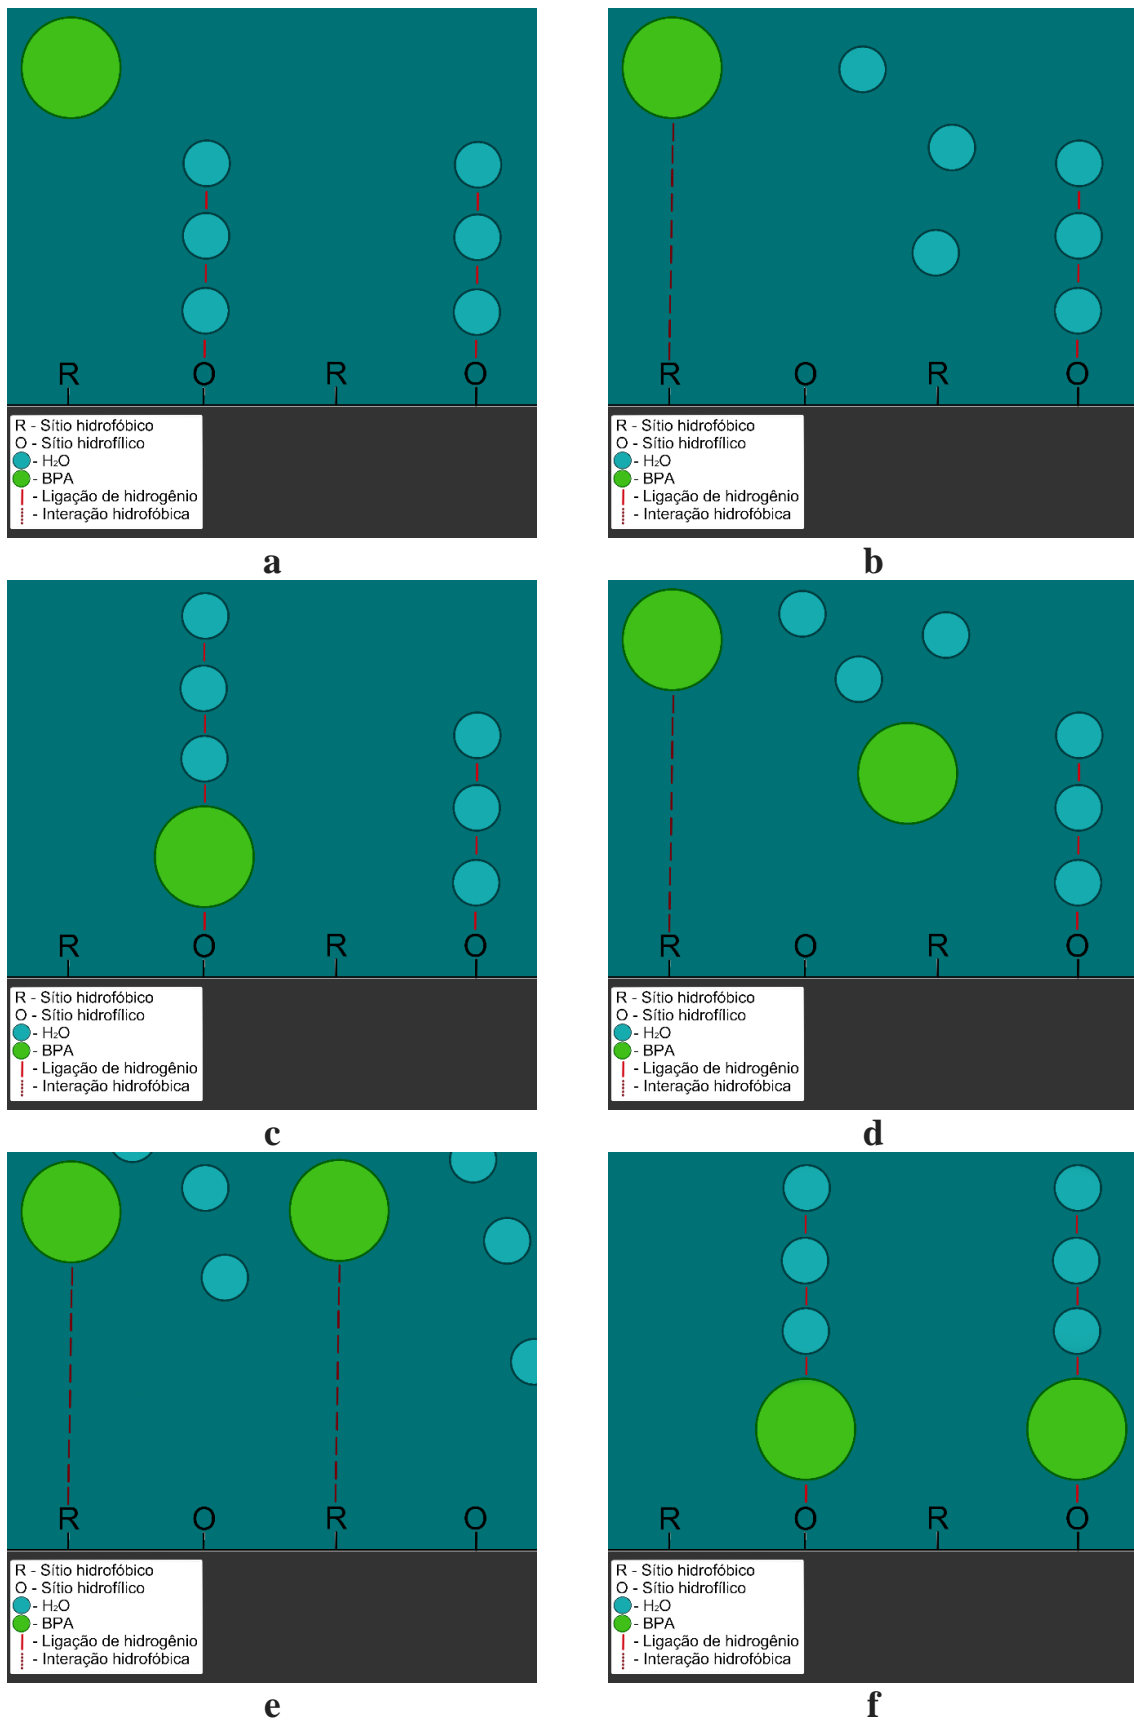 R O R O
R - Sítio hidrofóbico
O - Sítio hidrofílico
- H₂O
- BPA
- Ligação de hidrogênio
- Interação hidrofóbica
a
R O R O
R - Sítio hidrofóbico
O - Sítio hidrofílico
- H₂O
- BPA
- Ligação de hidrogênio
- Interação hidrofóbica
b
R O R O
R - Sítio hidrofóbico
O - Sítio hidrofílico
- H₂O
- BPA
- Ligação de hidrogênio
- Interação hidrofóbica
c
R O R O
R - Sítio hidrofóbico
O - Sítio hidrofílico
- H₂O
- BPA
- Ligação de hidrogênio
- Interação hidrofóbica
d
R O R O
R - Sítio hidrofóbico
O - Sítio hidrofílico
- H₂O
- BPA
- Ligação de hidrogênio
- Interação hidrofóbica
e
R O R O
R - Sítio hidrofóbico
O - Sítio hidrofílico
- H₂O
- BPA
- Ligação de hidrogênio
- Interação hidrofóbica
f